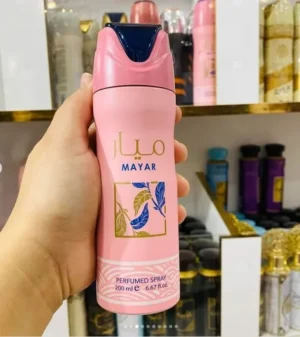 ميار
MAYAR
PERFUMED SPRAY
200 ml ℮ 6.67 fl.oz.